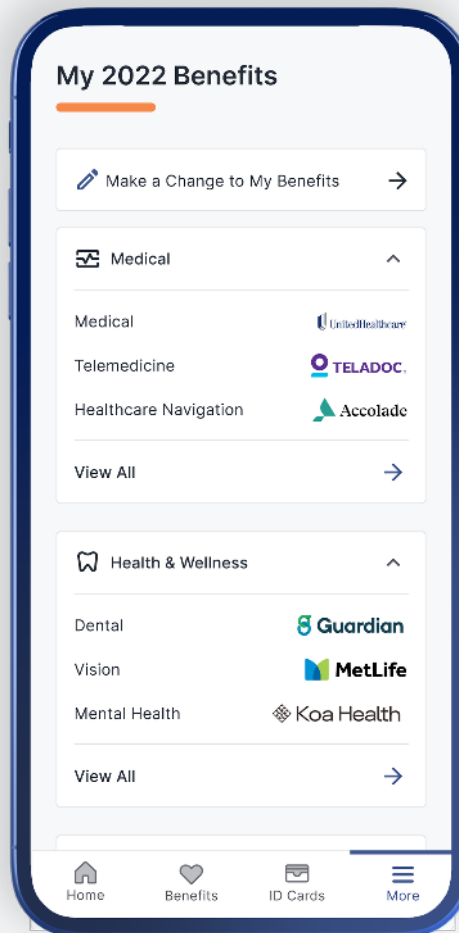 My 2022 Benefits
Make a Change to My Benefits
Medical
Medical UnitedHealthcare
Telemedicine TELADOC.
Healthcare Navigation Accolade
View All
Health & Wellness
Dental Guardian
Vision MetLife
Mental Health Koa Health
View All
Home Benefits ID Cards More